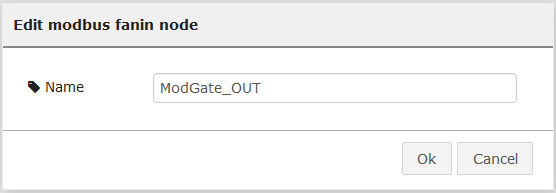 Edit modbus fanin node
Name
ModGate_OUT
Ok
Cancel